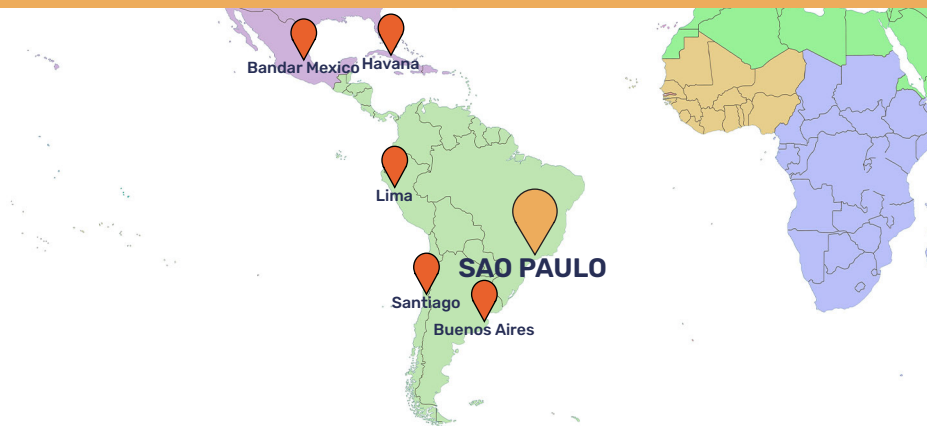 Bandar Mexico
Havana
Lima
SAO PAULO
Santiago
Buenos Aires